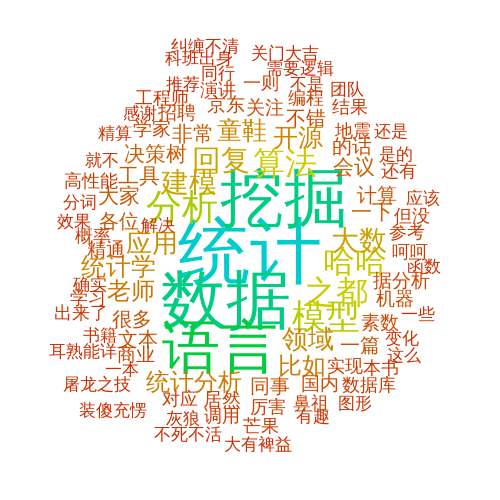 纠缠不清
关门大吉
科班出身
需要逻辑
同行
一则
不是
推荐
演讲
团队
工程师
京东
关注
编程
结果
感谢
招聘
不错
精算
学家
非常
童鞋
开源
地震
还是
的话
就不
决策树
回复
算法
会议
是的
还有
高性能
工具
建模
挖掘
计算
应该
分词
大家
分析
一下
但没
效果
各位
解决
统计
大数
参考
概率
精通
应用
哈哈
呵呵
统计学
函数
确实
数据
之都
据分析
学习
老师
机器
出来了
很多
模型
素数
一些
书籍
文本
语言
领域
一篇
变化
耳熟能详
商业
这么
一本
比如
实现
本书
屠龙之技
统计分析
同事
国内
数据库
装傻充愣
对应
居然
厉害
鼻祖
图形
灰狼
调用
芒果
有趣
不死不活
大有裨益